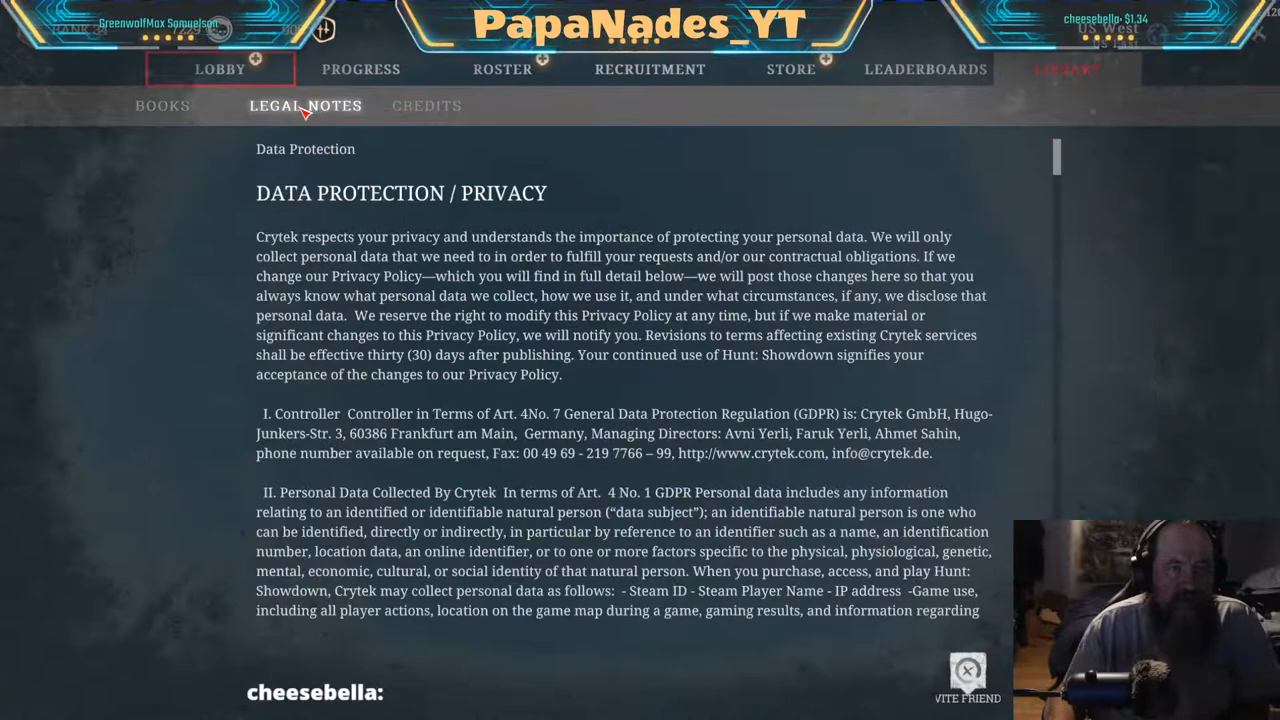 GreenwolfMax Samuelson
PapaNades_YT
cheesebella• $1.34
RANK 34
US West
LOBBY PROGRESS ROSTER RECRUITMENT STORE LEADERBOARDS LIBRARY
BOOKS LEGAL NOTES CREDITS
Data Protection
DATA PROTECTION / PRIVACY
Crytek respects your privacy and understands the importance of protecting your personal data. We will only
collect personal data that we need to in order to fulfill your requests and/or our contractual obligations. If we
change our Privacy Policy—which you will find in full detail below—we will post those changes here so that you
always know what personal data we collect, how we use it, and under what circumstances, if any, we disclose that
personal data. We reserve the right to modify this Privacy Policy at any time, but if we make material or
significant changes to this Privacy Policy, we will notify you. Revisions to terms affecting existing Crytek services
shall be effective thirty (30) days after publishing. Your continued use of Hunt: Showdown signifies your
acceptance of the changes to our Privacy Policy.
I. Controller Controller in Terms of Art. 4No. 7 General Data Protection Regulation (GDPR) is: Crytek GmbH, Hugo-
Junkers-Str. 3, 60386 Frankfurt am Main, Germany, Managing Directors: Avni Yerli, Faruk Yerli, Ahmet Sahin,
phone number available on request, Fax: 00 49 69 - 219 7766 – 99, http://www.crytek.com, info@crytek.de.
II. Personal Data Collected By Crytek In terms of Art. 4 No. 1 GDPR Personal data includes any information
relating to an identified or identifiable natural person (“data subject”); an identifiable natural person is one who
can be identified, directly or indirectly, in particular by reference to an identifier such as a name, an identification
number, location data, an online identifier, or to one or more factors specific to the physical, physiological, genetic,
mental, economic, cultural, or social identity of that natural person. When you purchase, access, and play Hunt:
Showdown, Crytek may collect personal data as follows: - Steam ID - Steam Player Name - IP address -Game use,
including all player actions, location on the game map during a game, gaming results, and information regarding
VITE FRIEND
cheesebella: